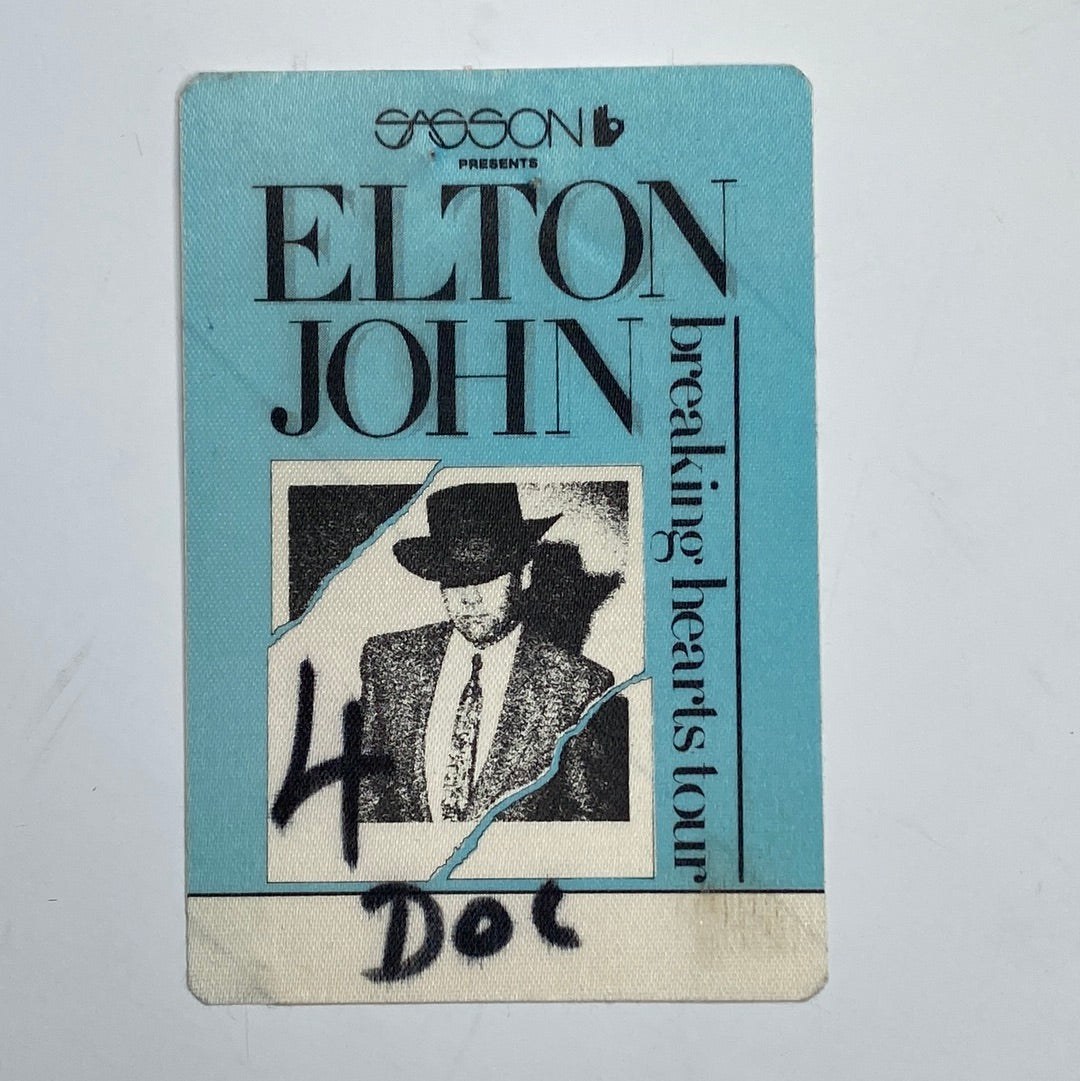 SASSON
PRESENTS
ELTON
JOHN
breaking hearts tour
4
DOC